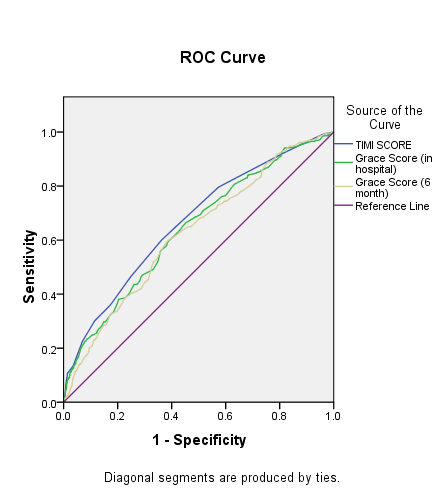 ROC Curve
Source of the
Curve
TIMI SCORE
Grace Score (in
hospital)
Grace Score (6
month)
Reference Line
Sensitivity
1.0
0.8
0.6
0.4
0.2
0.0
0.0 0.2 0.4 0.6 0.8 1.0
1 - Specificity
Diagonal segments are produced by ties.